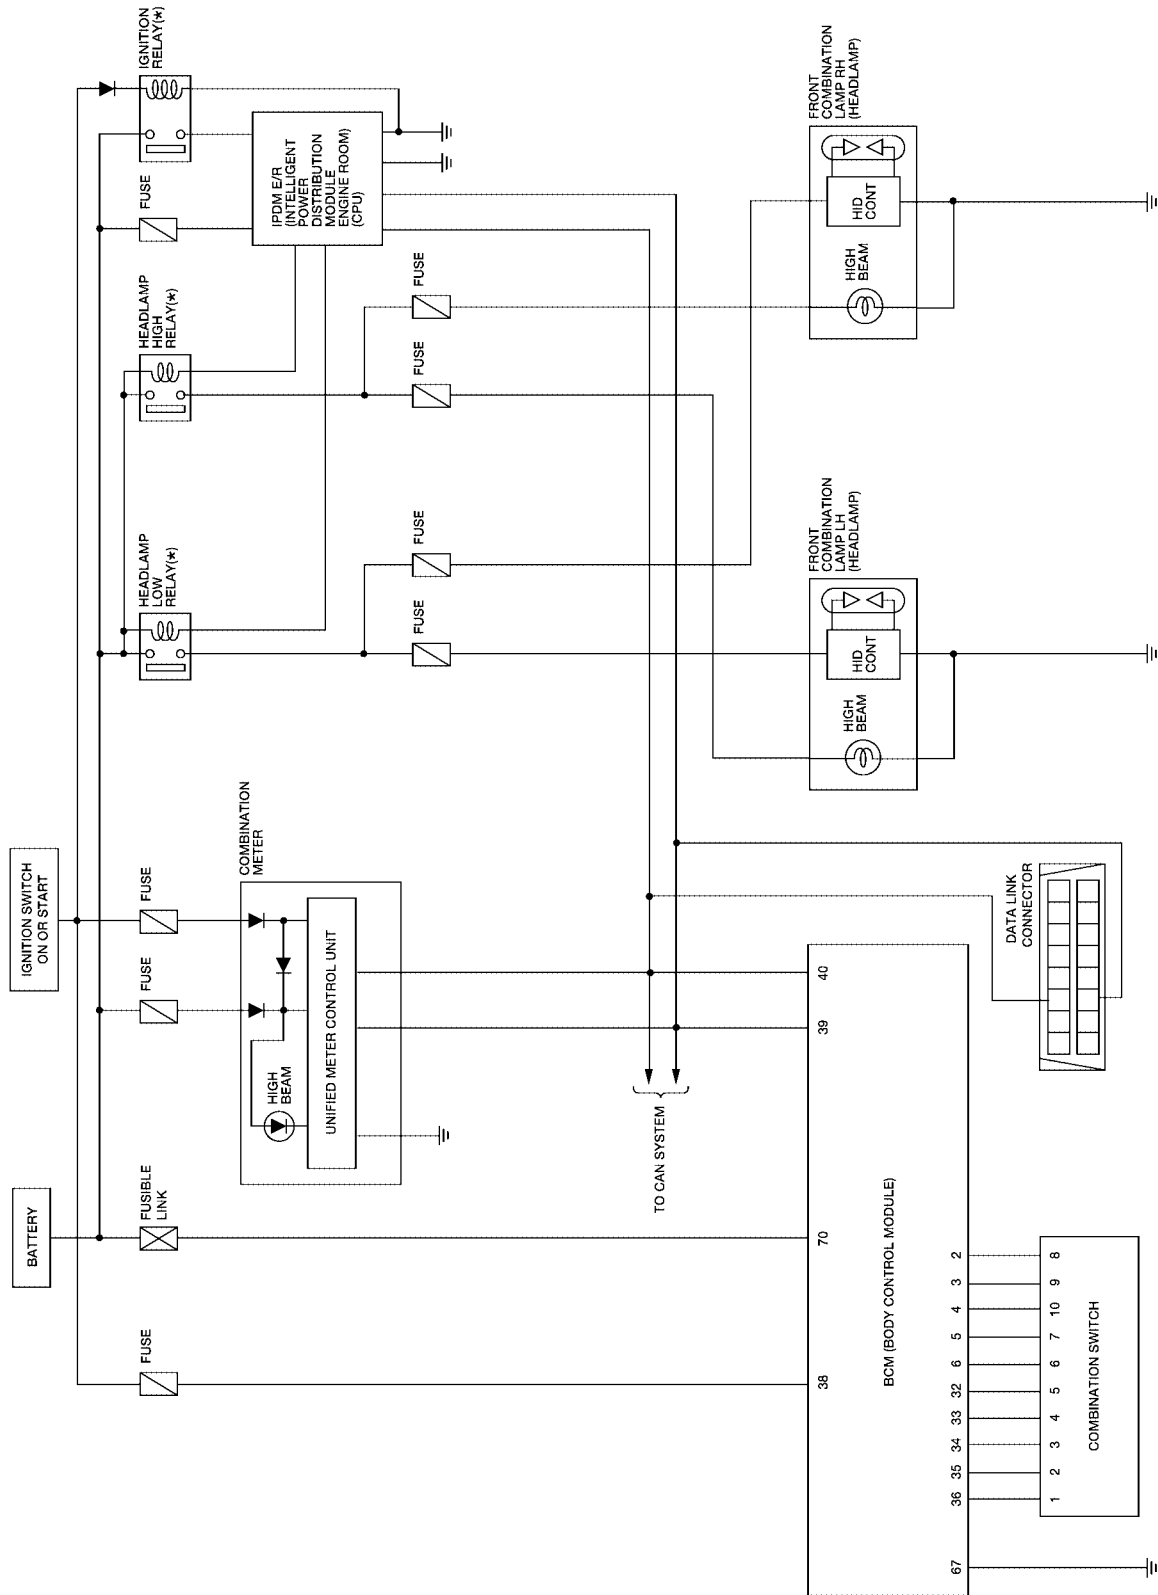 BATTERY
IGNITION SWITCH
ON OR START
FUSE
FUSIBLE
LINK
FUSE
FUSE
HEADLAMP
LOW
RELAY(*)
HEADLAMP
HIGH
RELAY(*)
FUSE
IGNITION
RELAY(*)
COMBINATION
METER
HIGH
BEAM
UNIFIED METER CONTROL UNIT
IPDM E/R
(INTELLIGENT
POWER
DISTRIBUTION
MODULE
ENGINE ROOM)
(CPU)
FUSE
FUSE
FUSE
FUSE
TO CAN SYSTEM
38
70
39
40
BCM (BODY CONTROL MODULE)
67
36
35
34
33
32
6
5
4
3
2
1
2
3
4
5
6
7
10
9
8
COMBINATION SWITCH
DATA LINK
CONNECTOR
FRONT
COMBINATION
LAMP LH
(HEADLAMP)
HIGH
BEAM
HID
CONT
FRONT
COMBINATION
LAMP RH
(HEADLAMP)
HIGH
BEAM
HID
CONT